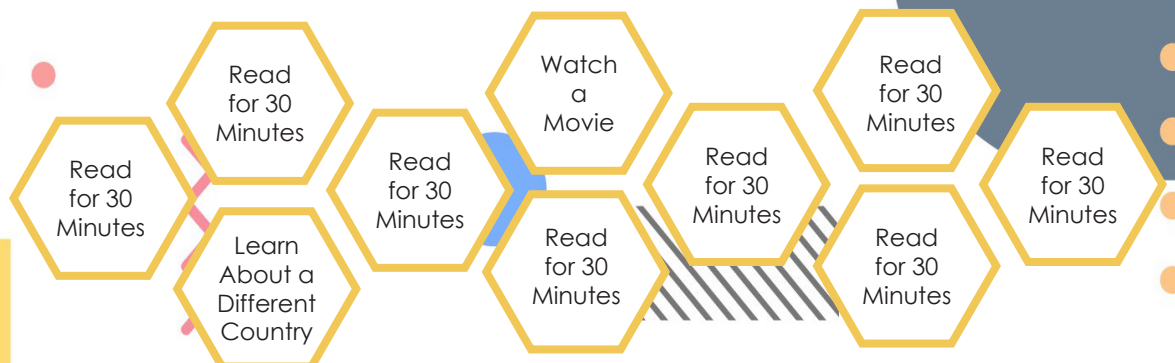 Read
for 30
Minutes
Read
for 30
Minutes
Learn
About a
Different
Country
Read
for 30
Minutes
Watch
a
Movie
Read
for 30
Minutes
Read
for 30
Minutes
Read
for 30
Minutes
Read
for 30
Minutes
Read
for 30
Minutes